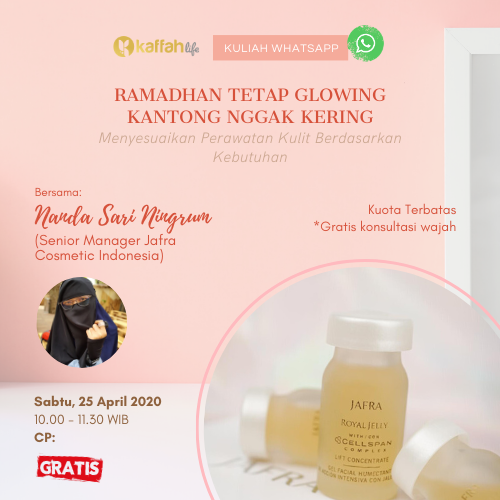 kaffah life
KULIAH WHATSAPP
RAMADHAN TETAP GLOWING
KANTONG NGGAK KERING
Menyesuaikan Perawatan Kulit Berdasarkan
Kebutuhan
Bersama:
Nanda Sari Ningrum
(Senior Manager Jafra
Cosmetic Indonesia)
Kuota Terbatas
*Gratis konsultasi wajah
Sabtu, 25 April 2020
10.00 - 11.30 WIB
CP:
GRATIS
JAFRA
ROYAL JELLY
CELLSPAN
COMPLEX
LIFT CONCENTRATE
JAFRA